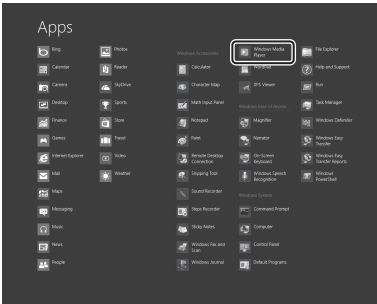 Apps
Bing
Calendar
Camera
Desktop
Finance
Games
Internet Explorer
Mail
Maps
Messaging
Music
News
People
Photos
Reader
SkyDrive
Sports
Store
Travel
Video
Weather
Windows Accessories
Calculator
Character Map
Math Input Panel
Notepad
Paint
Remote Desktop
Connection
Snipping Tool
Sound Recorder
Steps Recorder
Sticky Notes
Windows Fax and
Scan
Windows Journal
Windows Media
Player
WordPad
XPS Viewer
Windows Ease of Access
Magnifier
Narrator
On-Screen
Keyboard
Windows Speech
Recognition
Windows System
Command Prompt
Computer
Control Panel
Default Programs
File Explorer
Help and Support
Run
Task Manager
Windows Defender
Windows Easy
Transfer
Windows Easy
Transfer Reports
Windows
PowerShell